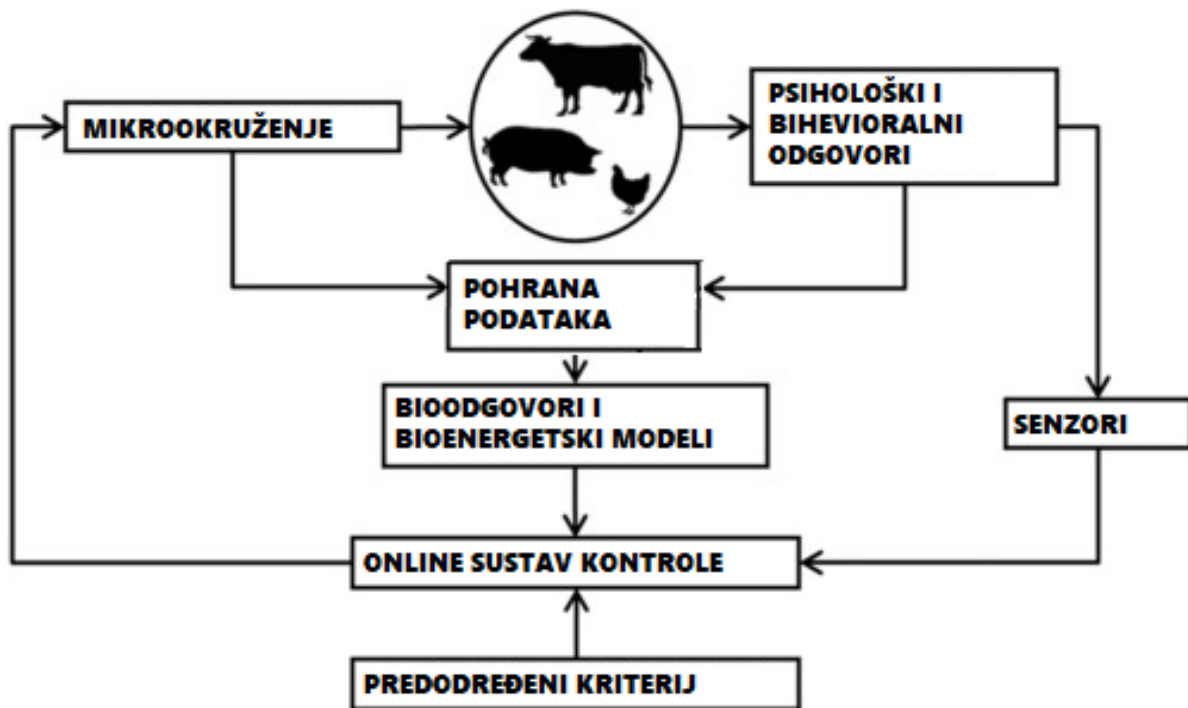 MIKROOKRUŽENJE
PSIHOLOŠKI I
BIHEVIORALNI
ODGOVORI
POHRANA
PODATAKA
BIOODGOVORI I
BIOENERGETSKI MODELI
SENZORI
ONLINE SUSTAV KONTROLE
PREDODREĐENI KRITERIJ